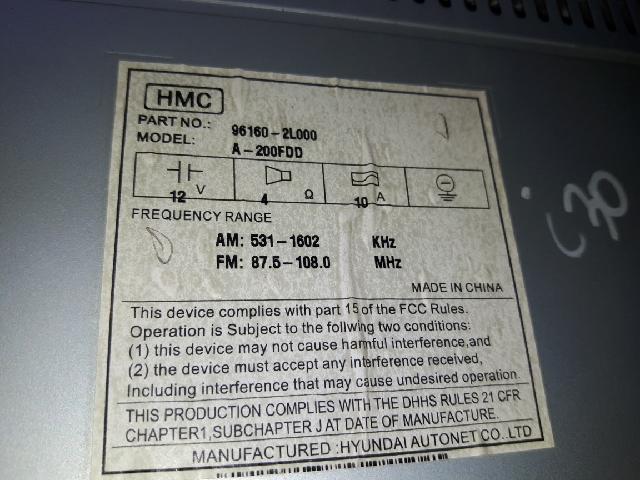 HMC
PART NO.: 96160-2L000
MODEL: A-200FDD
12 V 4 Ω 10 A
FREQUENCY RANGE
AM: 531-1602 KHz
FM: 87.5-108.0 MHz
MADE IN CHINA
This device complies with part 15 of the FCC Rules.
Operation is Subject to the follwing two conditions:
(1) this device may not cause harmful interference,and
(2) the device must accept any interference received,
Including interference that may cause undesired operation.
THIS PRODUCTION COMPLIES WITH THE DHHS RULES 21 CFR
CHAPTER1,SUBCHAPTER J AT DATE OF MANUFACTURE.
MANUFACTURED :HYUNDAI AUTONET CO.,LTD
i30